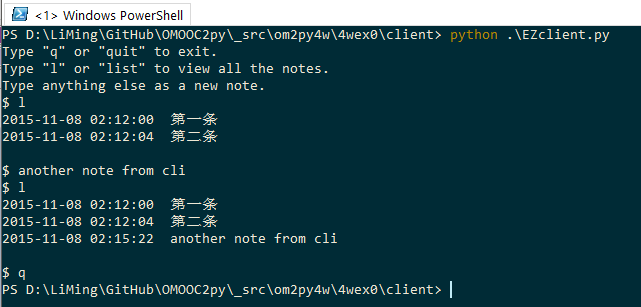 <1> Windows PowerShell
PS D:\LiMing\GitHub\OMOOC2py\_src\om2py4w\4wex0\client> python .\EZclient.py
Type "q" or "quit" to exit.
Type "l" or "list" to view all the notes.
Type anything else as a new note.
$ l
2015-11-08 02:12:00  第一条
2015-11-08 02:12:04  第二条
$ another note from cli
$ l
2015-11-08 02:12:00  第一条
2015-11-08 02:12:04  第二条
2015-11-08 02:15:22  another note from cli
$ q
PS D:\LiMing\GitHub\OMOOC2py\_src\om2py4w\4wex0\client>